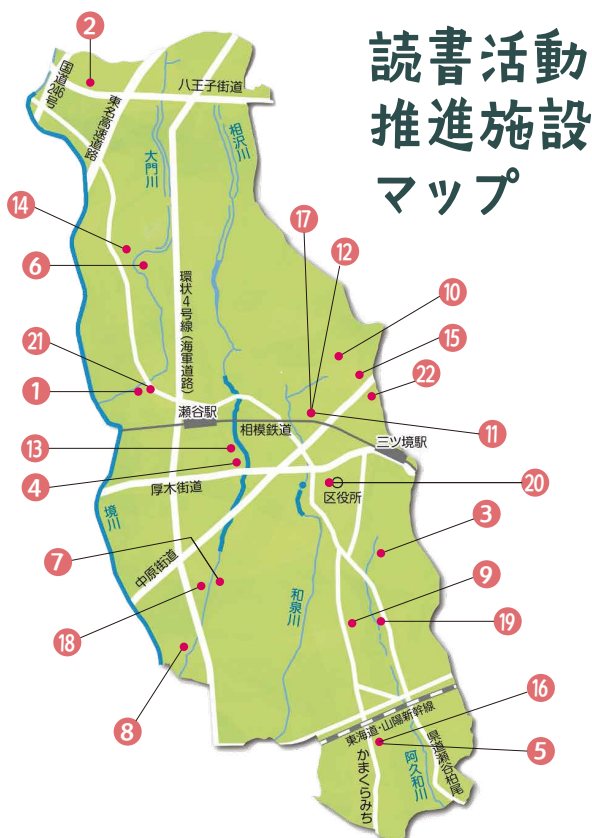 読書活動
推進施設
マップ
2
国道246号
東名高速道路
八王子街道
大門川
相沢川
14
6
17
12
10
15
22
環状4号線(海軍道路)
21
1
瀬谷駅
相模鉄道
11
三ツ境駅
13
4
厚木街道
区役所
20
境川
中原街道
7
和泉川
3
9
18
19
8
16
東海道・山陽新幹線
5
かまくらみち
阿久和川
県道瀬谷柏尾